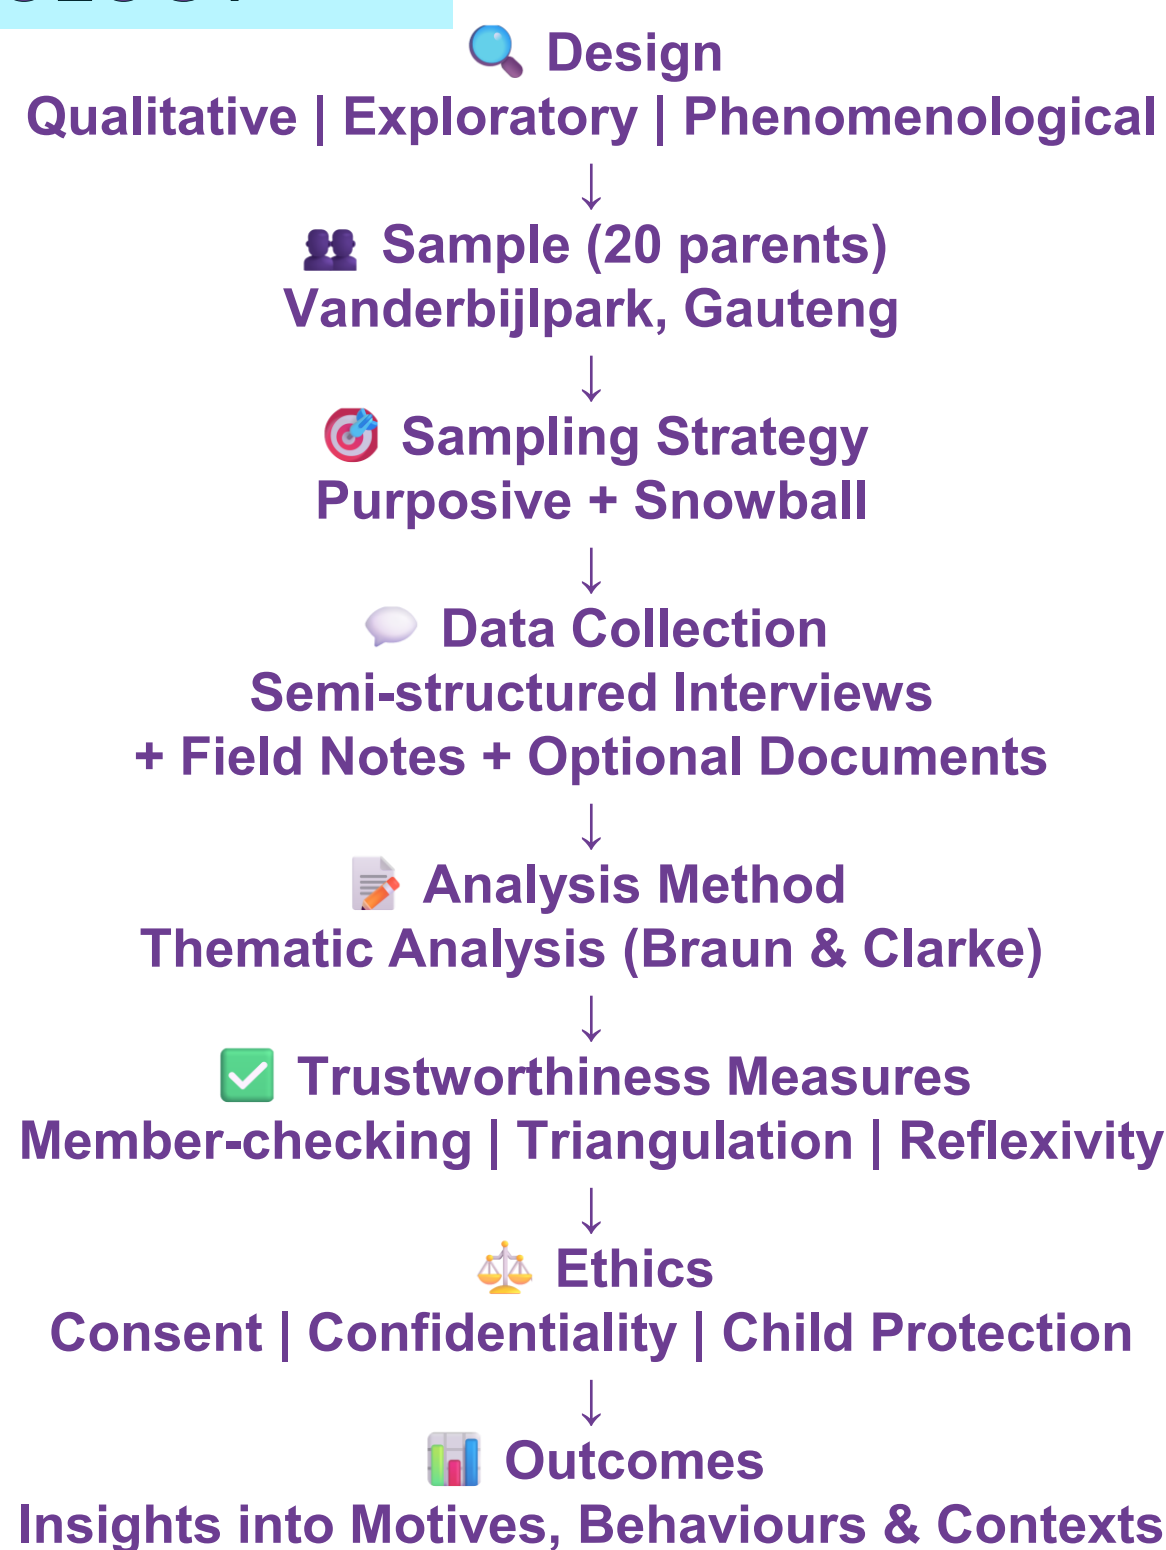 Design
Qualitative | Exploratory | Phenomenological
↓
Sample (20 parents)
Vanderbijlpark, Gauteng
↓
Sampling Strategy
Purposive + Snowball
↓
Data Collection
Semi-structured Interviews
+ Field Notes + Optional Documents
↓
Analysis Method
Thematic Analysis (Braun & Clarke)
↓
Trustworthiness Measures
Member-checking | Triangulation | Reflexivity
↓
Ethics
Consent | Confidentiality | Child Protection
↓
Outcomes
Insights into Motives, Behaviours & Contexts